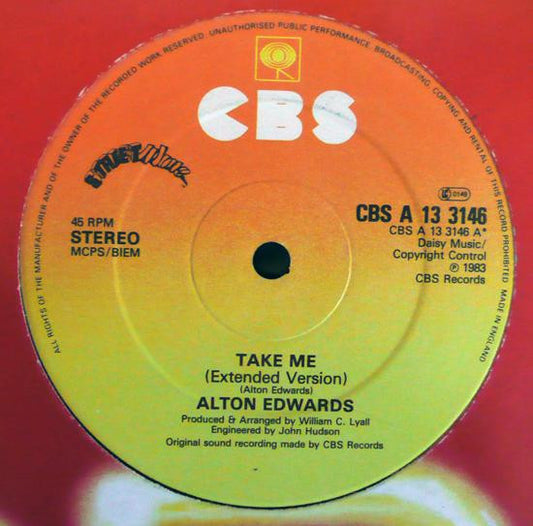 ALL RIGHTS OF THE MANUFACTURER AND OF THE OWNER OF THE RECORDED WORK RESERVED. UNAUTHORISED PUBLIC PERFORMANCE, BROADCASTING, COPYING AND RENTAL OF THIS RECORD PROHIBITED. MADE IN ENGLAND
CBS
STREETWAVE
45 RPM
STEREO
MCPS/BIEM
LC 0149
CBS A 13 3146
CBS A 13 3146 A*
Daisy Music/
Copyright Control
℗ 1983
CBS Records
TAKE ME
(Extended Version)
(Alton Edwards)
ALTON EDWARDS
Produced & Arranged by William C. Lyall
Engineered by John Hudson
Original sound recording made by CBS Records